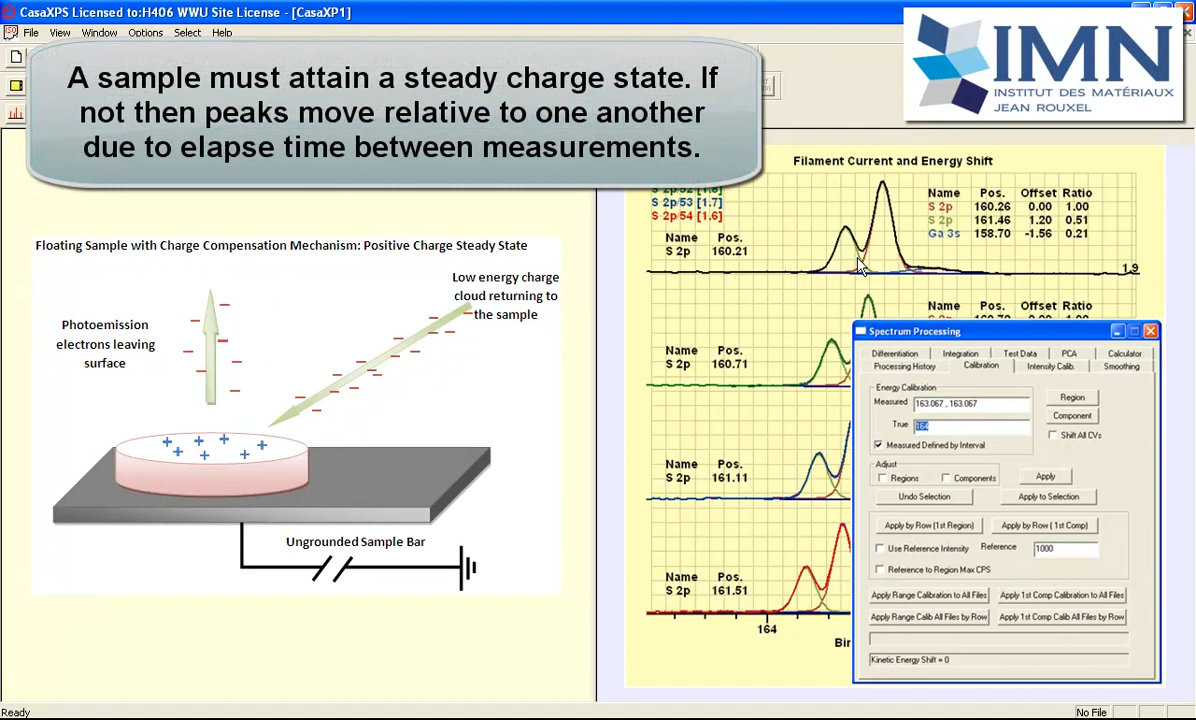 CasaXPS Licensed to:H406 WWU Site License - [CasaXP1]
File View Window Options Select Help
A sample must attain a steady charge state. If
not then peaks move relative to one another
due to elapse time between measurements.
IMN
INSTITUT DES MATÉRIAUX
JEAN ROUXEL
Floating Sample with Charge Compensation Mechanism: Positive Charge Steady State
Low energy charge
cloud returning to
the sample
Photoemission
electrons leaving
surface
Ungrounded Sample Bar
Filament Current and Energy Shift
S 2p/52 [1.8]
S 2p/53 [1.7]
S 2p/54 [1.6]
Name Pos.
S 2p 160.21
Name Pos. Offset Ratio
S 2p 160.26 0.00 1.00
S 2p 161.46 1.20 0.51
Ga 3s 158.70 -1.56 0.21
1.9
Name Pos. Offset Ratio
Name Pos.
S 2p 160.71
Name Pos.
S 2p 161.11
Name Pos.
S 2p 161.51
164
Bin
Spectrum Processing
Differentiation Integration Test Data PCA Calculator
Processing History Calibration Intensity Calib. Smoothing
Energy Calibration
Measured 163.067 , 163.067
True 164
Measured Defined by Interval
Region
Component
Shift All CVs
Adjust
Regions Components
Apply
Undo Selection Apply to Selection
Apply by Row (1st Region) Apply by Row ( 1st Comp)
Use Reference Intensity Reference 1000
Reference to Region Max CPS
Apply Range Calibration to All Files Apply 1st Comp Calibration to All Files
Apply Range Calib All Files by Row Apply 1st Comp Calib All Files by Row
Kinetic Energy Shift = 0
Ready
No File